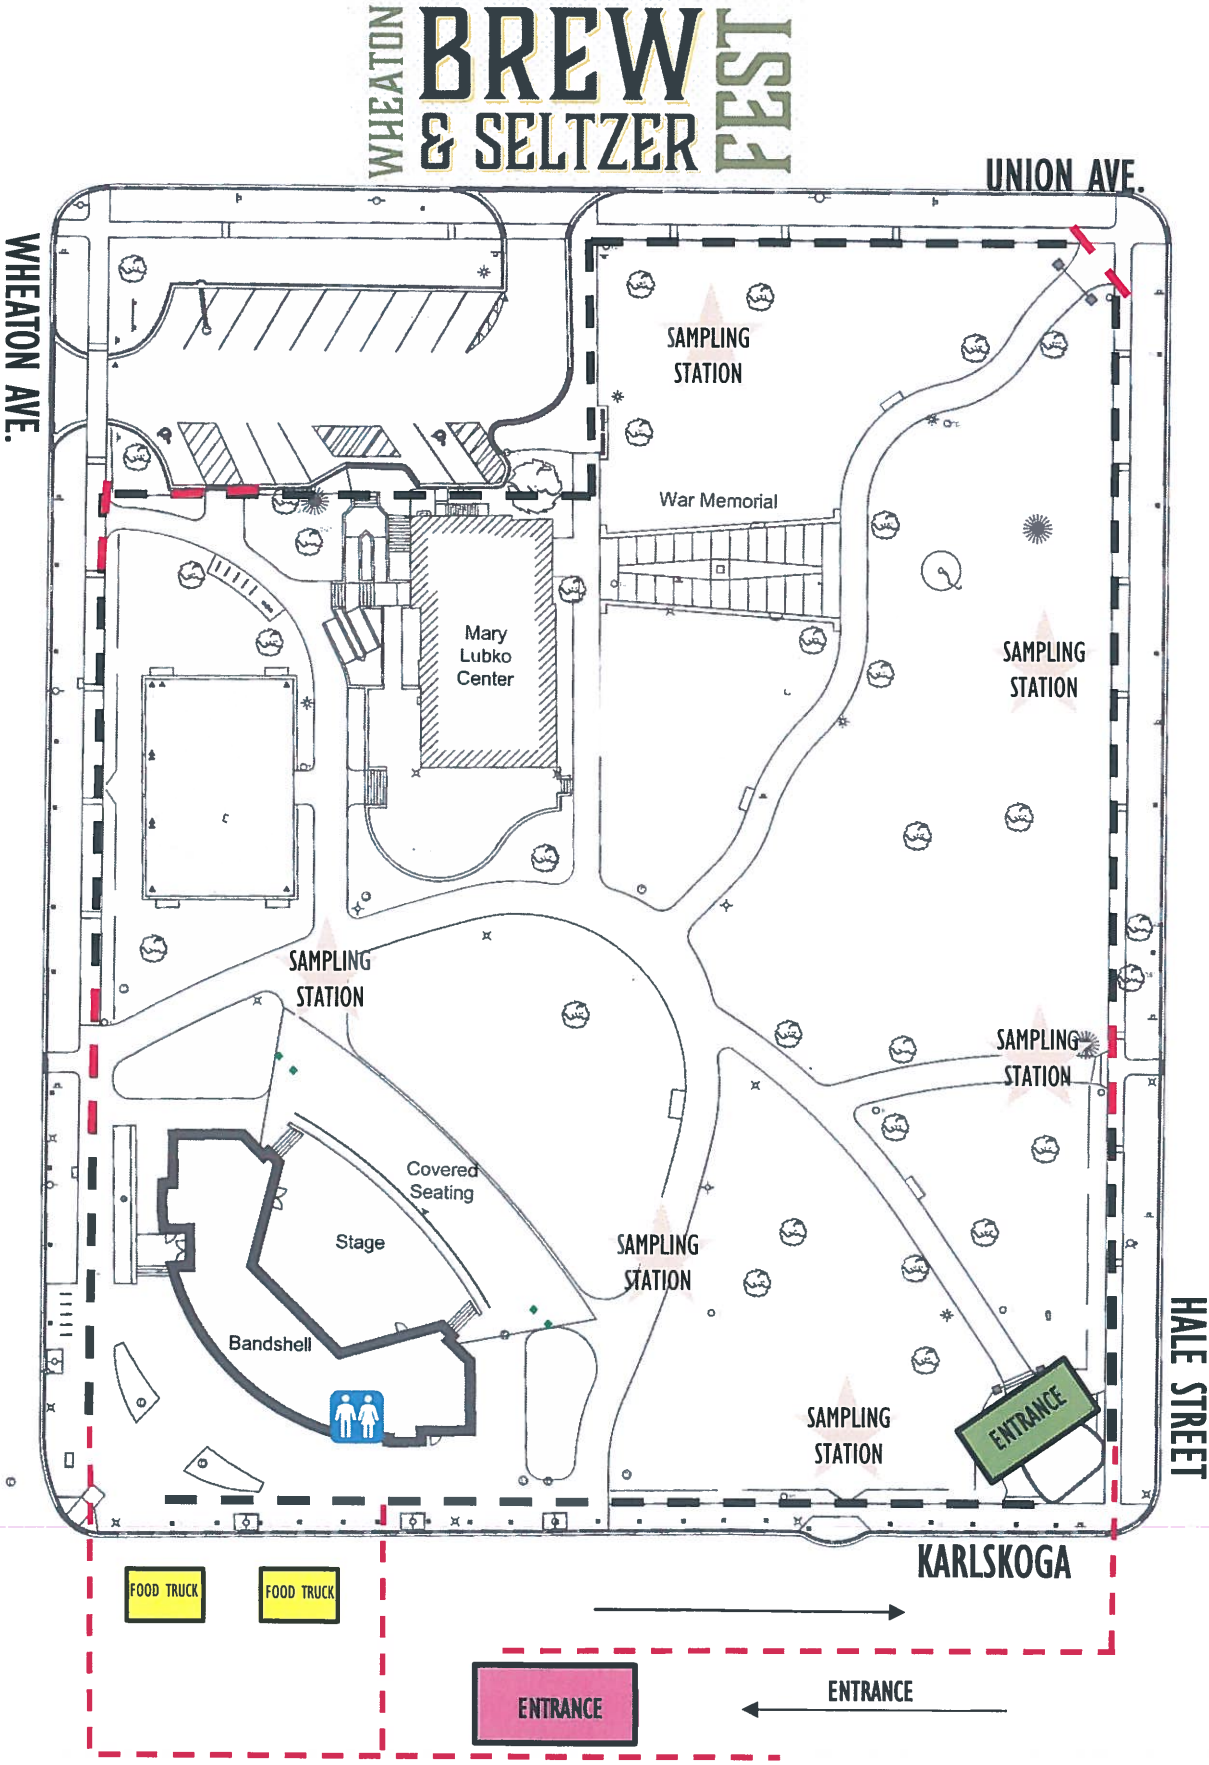 WHEATON
BREW
& SELTZER
FEST
UNION AVE.
WHEATON AVE.
SAMPLING
STATION
War Memorial
Mary
Lubko
Center
SAMPLING
STATION
SAMPLING
STATION
SAMPLING
STATION
Covered
Seating
Stage
SAMPLING
STATION
Bandshell
HALE STREET
ENTRANCE
SAMPLING
STATION
KARLSKOGA
FOOD TRUCK
FOOD TRUCK
ENTRANCE
ENTRANCE